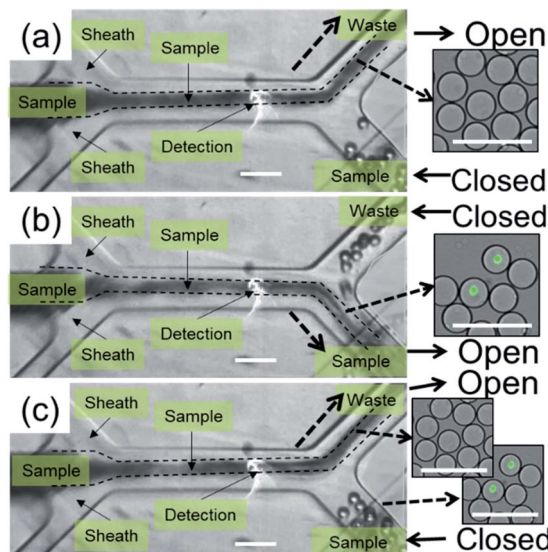 (a)
Sheath
Sample
Waste
Open
Sample
Sheath
Detection
Sample
Closed
(b)
Waste
Closed
Sheath
Sample
Sample
Sheath
Detection
Sample
Open
(c)
Waste
Open
Sheath
Sample
Sample
Sheath
Detection
Sample
Closed